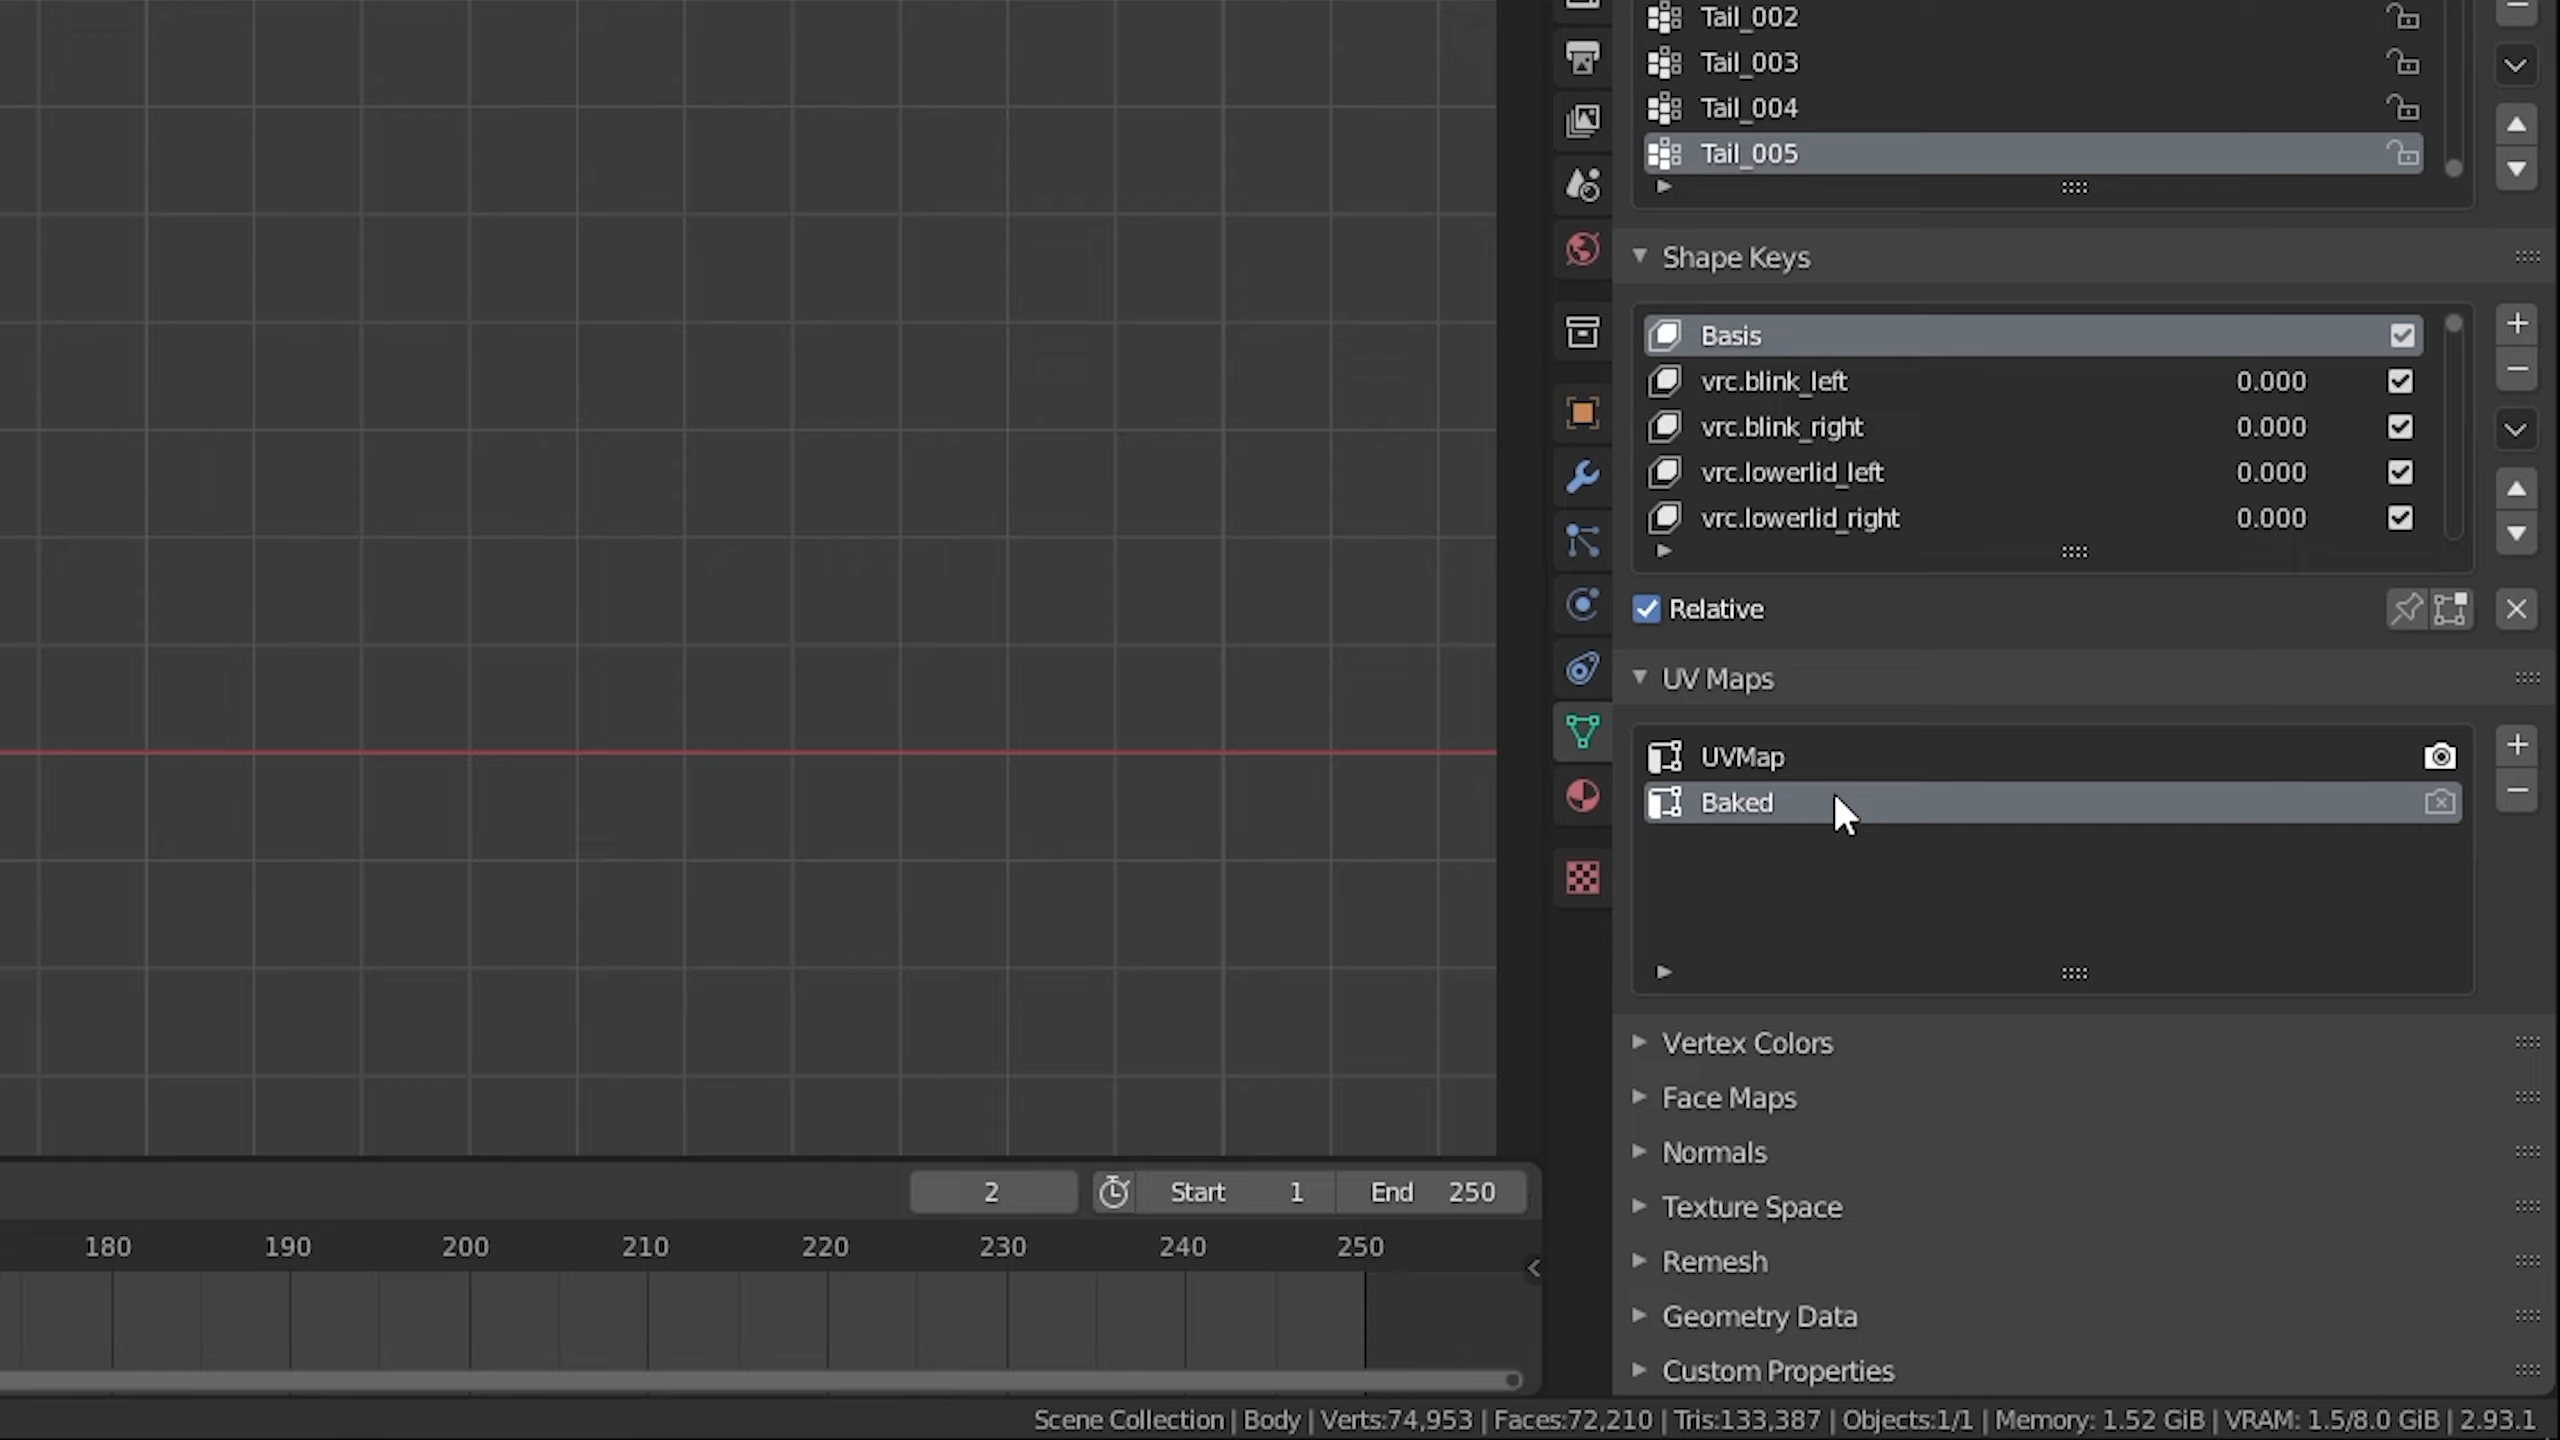 Tail_002
Tail_003
Tail_004
Tail_005
Shape Keys
Basis
vrc.blink_left 0.000
vrc.blink_right 0.000
vrc.lowerlid_left 0.000
vrc.lowerlid_right 0.000
Relative
UV Maps
UVMap
Baked
Vertex Colors
Face Maps
Normals
Texture Space
Remesh
Geometry Data
Custom Properties
2 Start 1 End 250
180 190 200 210 220 230 240 250
Scene Collection | Body | Verts:74,953 | Faces:72,210 | Tris:133,387 | Objects:1/1 | Memory: 1.52 GiB | VRAM: 1.5/8.0 GiB | 2.93.1